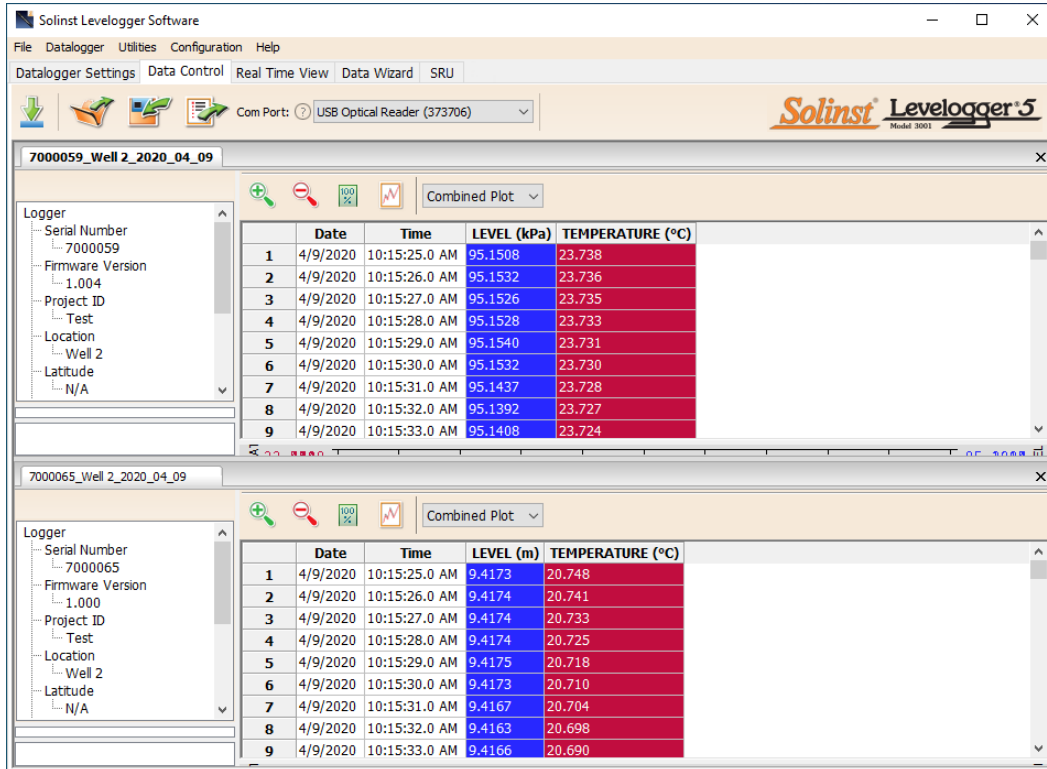 Solinst Levelogger Software
File Datalogger Utilities Configuration Help
Datalogger Settings Data Control Real Time View Data Wizard SRU
Com Port: ? USB Optical Reader (373706)
Solinst® Levelogger® 5
Model 3001
7000059_Well 2_2020_04_09
100 %
Combined Plot
Logger
Serial Number
7000059
Firmware Version
1.004
Project ID
Test
Location
Well 2
Latitude
N/A
Date Time LEVEL (kPa) TEMPERATURE (°C)
1 4/9/2020 10:15:25.0 AM 95.1508 23.738
2 4/9/2020 10:15:26.0 AM 95.1532 23.736
3 4/9/2020 10:15:27.0 AM 95.1526 23.735
4 4/9/2020 10:15:28.0 AM 95.1528 23.733
5 4/9/2020 10:15:29.0 AM 95.1540 23.731
6 4/9/2020 10:15:30.0 AM 95.1532 23.730
7 4/9/2020 10:15:31.0 AM 95.1437 23.728
8 4/9/2020 10:15:32.0 AM 95.1392 23.727
9 4/9/2020 10:15:33.0 AM 95.1408 23.724
7000065_Well 2_2020_04_09
100 %
Combined Plot
Logger
Serial Number
7000065
Firmware Version
1.000
Project ID
Test
Location
Well 2
Latitude
N/A
Date Time LEVEL (m) TEMPERATURE (°C)
1 4/9/2020 10:15:25.0 AM 9.4173 20.748
2 4/9/2020 10:15:26.0 AM 9.4174 20.741
3 4/9/2020 10:15:27.0 AM 9.4174 20.733
4 4/9/2020 10:15:28.0 AM 9.4174 20.725
5 4/9/2020 10:15:29.0 AM 9.4175 20.718
6 4/9/2020 10:15:30.0 AM 9.4173 20.710
7 4/9/2020 10:15:31.0 AM 9.4167 20.704
8 4/9/2020 10:15:32.0 AM 9.4163 20.698
9 4/9/2020 10:15:33.0 AM 9.4166 20.690